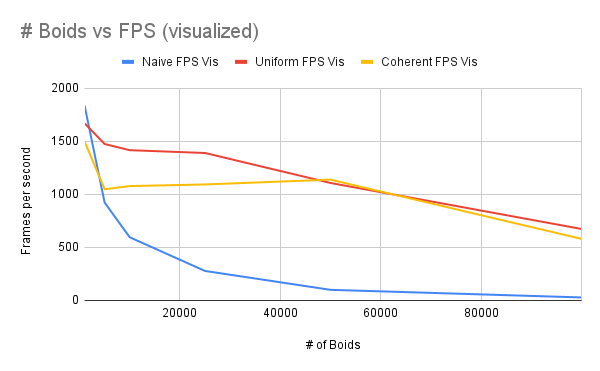 # Boids vs FPS (visualized)
Naive FPS Vis Uniform FPS Vis Coherent FPS Vis
Frames per second
2000
1500
1000
500
0
20000 40000 60000 80000
# of Boids